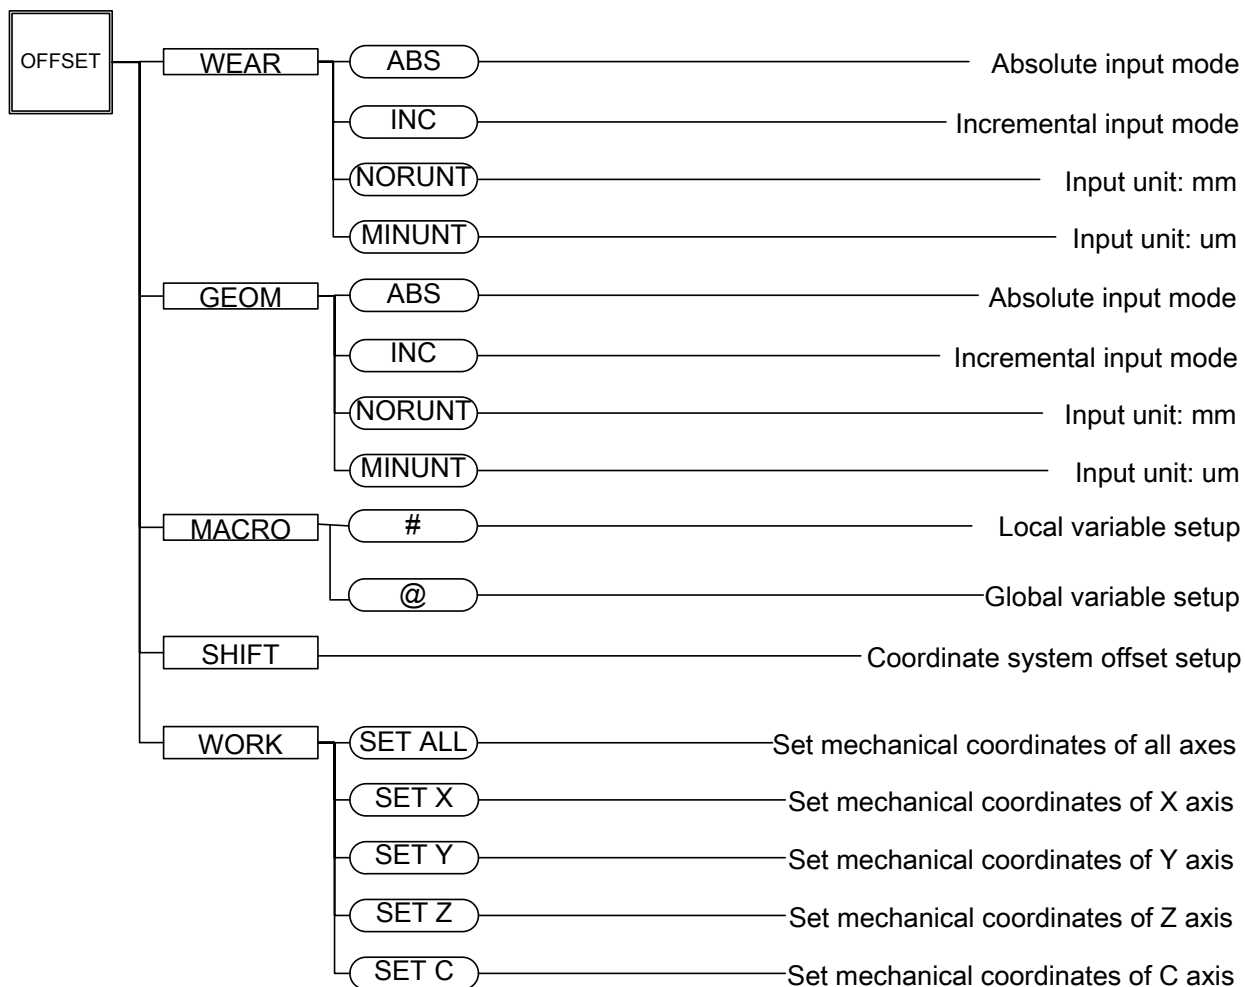 OFFSET WEAR ABS Absolute input mode
INC Incremental input mode
NORUNT Input unit: mm
MINUNT Input unit: um
GEOM ABS Absolute input mode
INC Incremental input mode
NORUNT Input unit: mm
MINUNT Input unit: um
MACRO # Local variable setup
@ Global variable setup
SHIFT Coordinate system offset setup
WORK SET ALL Set mechanical coordinates of all axes
SET X Set mechanical coordinates of X axis
SET Y Set mechanical coordinates of Y axis
SET Z Set mechanical coordinates of Z axis
SET C Set mechanical coordinates of C axis